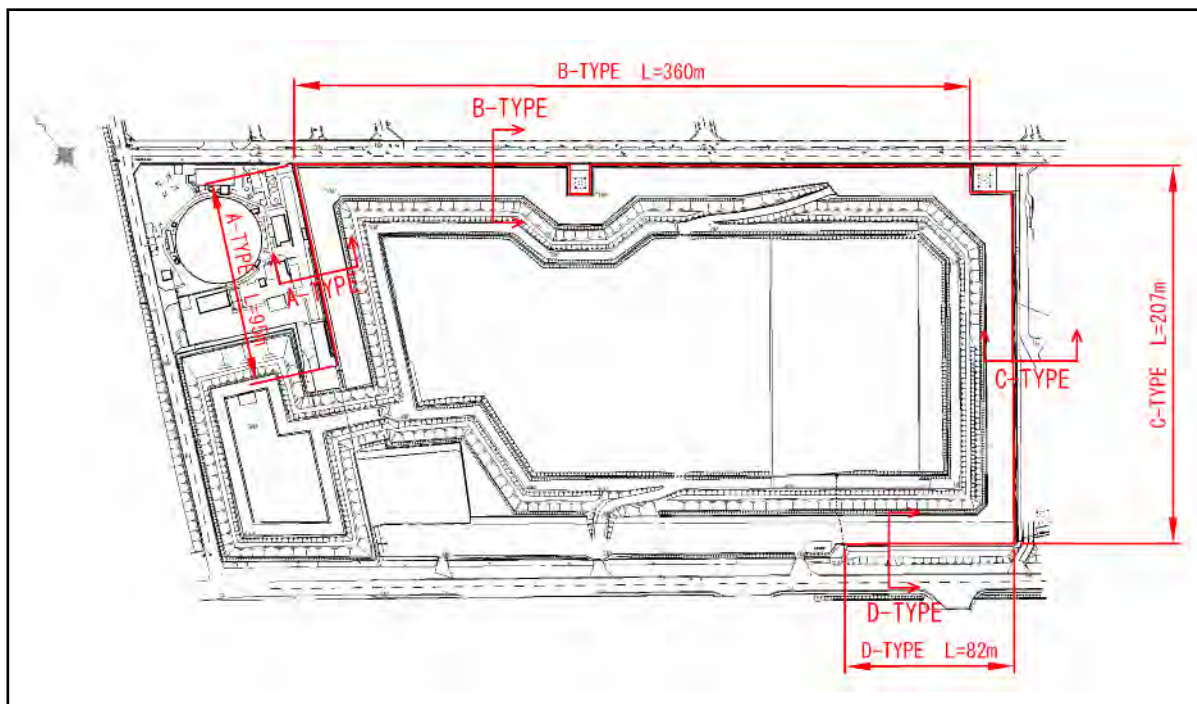 B-TYPE L=360m
B-TYPE
A-TYPE L=95m
A-TYPE
C-TYPE
C-TYPE L=207m
D-TYPE
D-TYPE L=82m